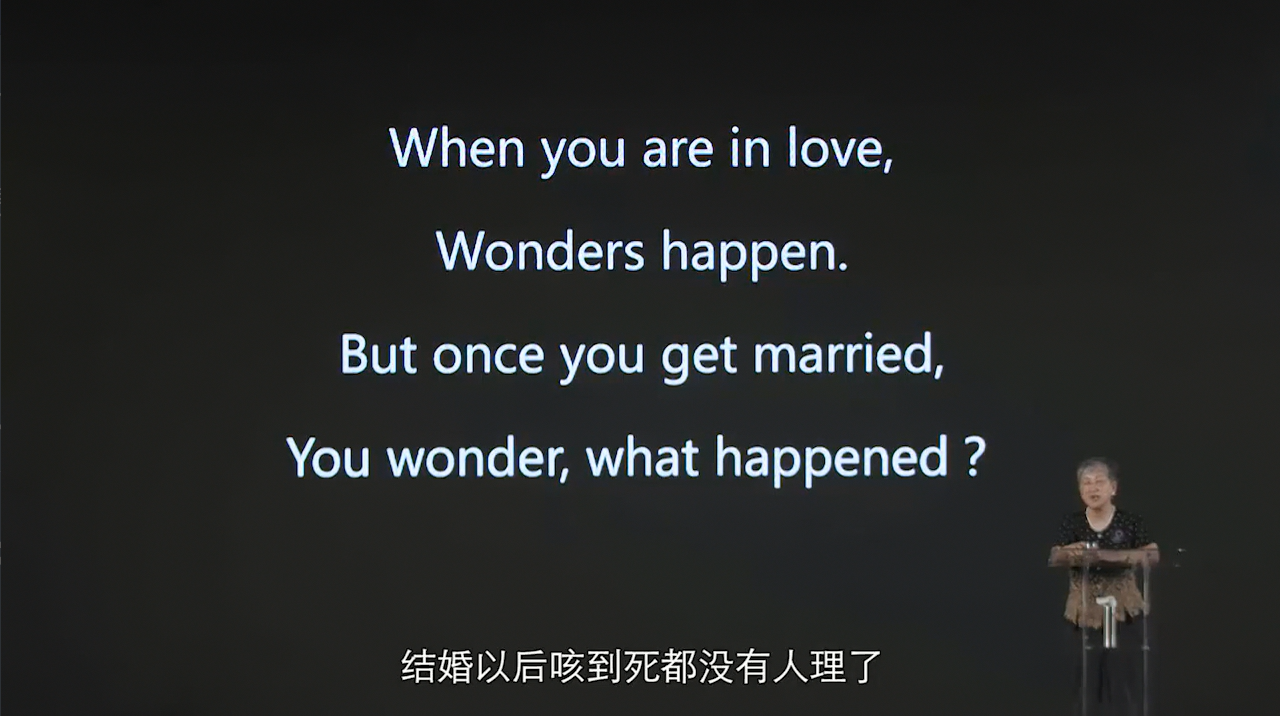 When you are in love,
Wonders happen.
But once you get married,
You wonder, what happened？
结婚以后咳到死都没有人理了